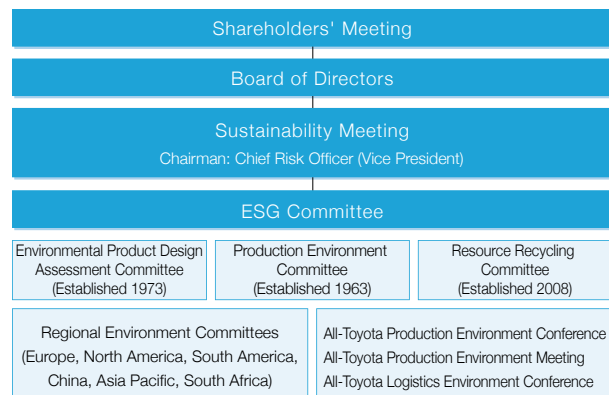 Shareholders' Meeting
Board of Directors
Sustainability Meeting
Chairman: Chief Risk Officer (Vice President)
ESG Committee
Environmental Product Design
Assessment Committee
(Established 1973)
Production Environment
Committee
(Established 1963)
Resource Recycling
Committee
(Established 2008)
Regional Environment Committees
(Europe, North America, South America,
China, Asia Pacific, South Africa)
All-Toyota Production Environment Conference
All-Toyota Production Environment Meeting
All-Toyota Logistics Environment Conference